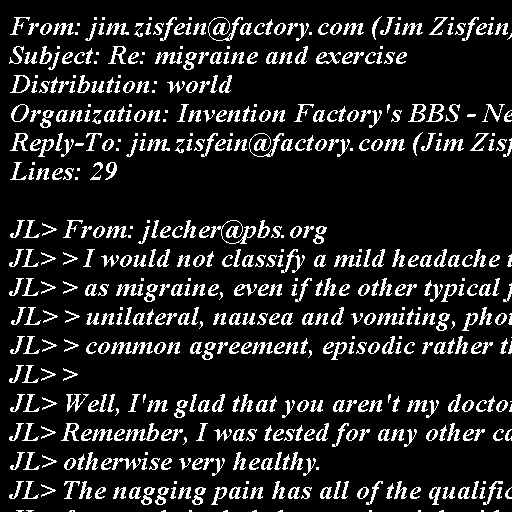 From: jim.zisfein@factory.com (Jim Zisfein)
Subject: Re: migraine and exercise
Distribution: world
Organization: Invention Factory's BBS - Ne
Reply-To: jim.zisfein@factory.com (Jim Zisf
Lines: 29

JL> From: jlecher@pbs.org
JL> > I would not classify a mild headache
JL> > as migraine, even if the other typical
JL> > unilateral, nausea and vomiting, phot
JL> > common agreement, episodic rather th
JL> >
JL> Well, I'm glad that you aren't my docto
JL> Remember, I was tested for any other ca
JL> otherwise very healthy.
JL> The nagging pain has all of the qualific